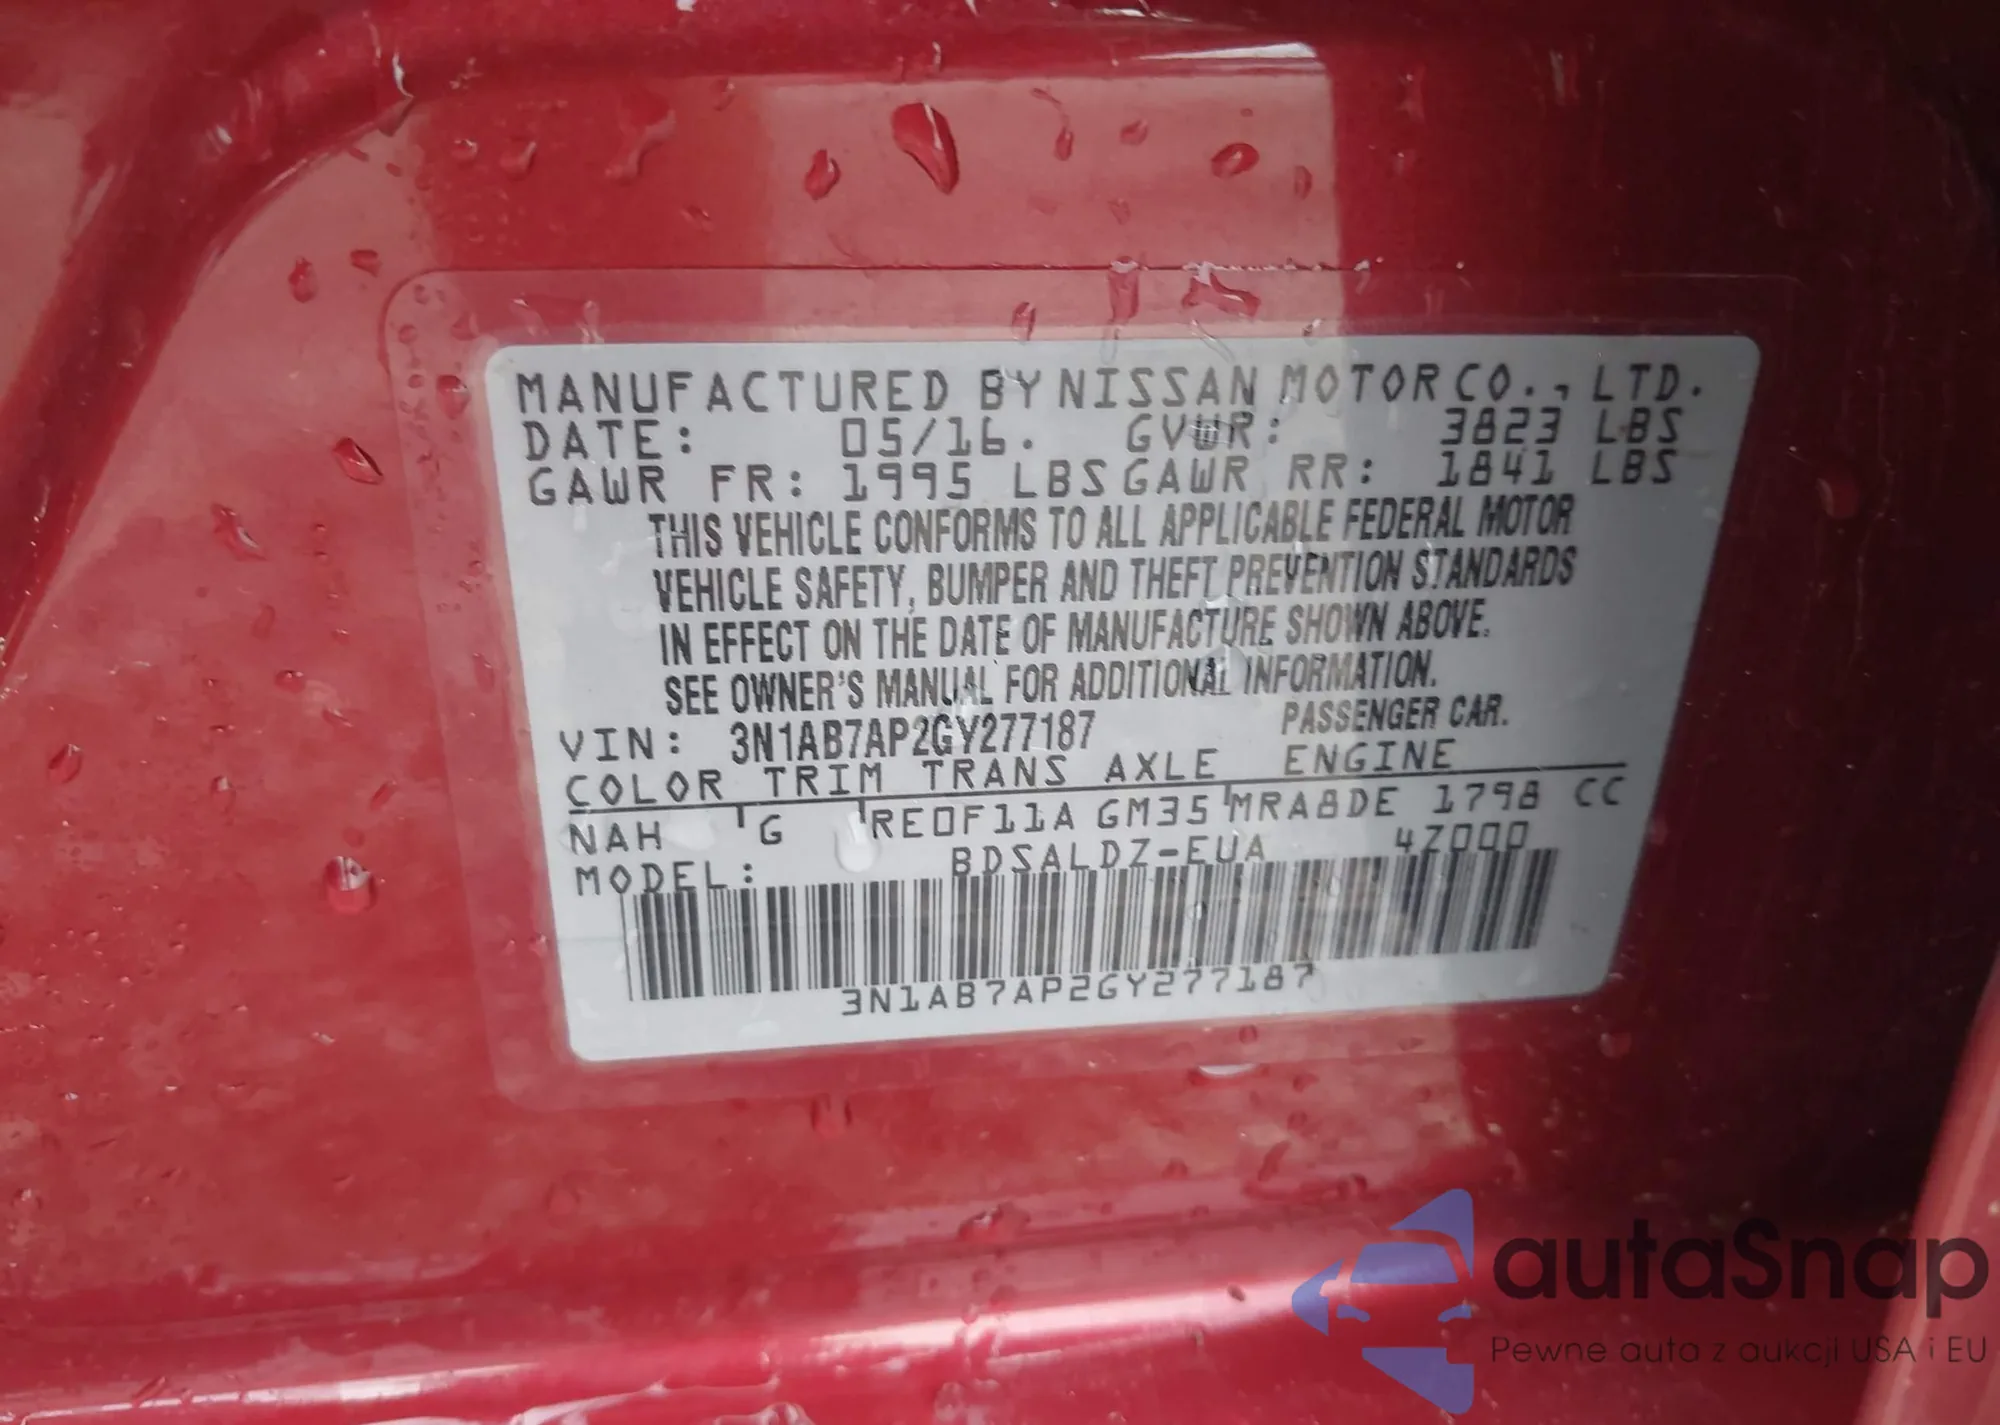 MANUFACTURED BY NISSAN MOTOR CO., LTD.
DATE: 05/16. GVWR: 3823 LBS
GAWR FR: 1995 LBS GAWR RR: 1841 LBS
THIS VEHICLE CONFORMS TO ALL APPLICABLE FEDERAL MOTOR
VEHICLE SAFETY, BUMPER AND THEFT PREVENTION STANDARDS
IN EFFECT ON THE DATE OF MANUFACTURE SHOWN ABOVE.
SEE OWNER'S MANUAL FOR ADDITIONAL INFORMATION.
VIN: 3N1AB7AP2GY277187 PASSENGER CAR.
COLOR TRIM TRANS AXLE ENGINE
NAH G RE0F11A GM35 MRA8DE 1798 CC
MODEL: BDSALDZ-EUA 4Z000
3N1AB7AP2GY277187
autaSnap
Pewne auta z aukcji USA i EU